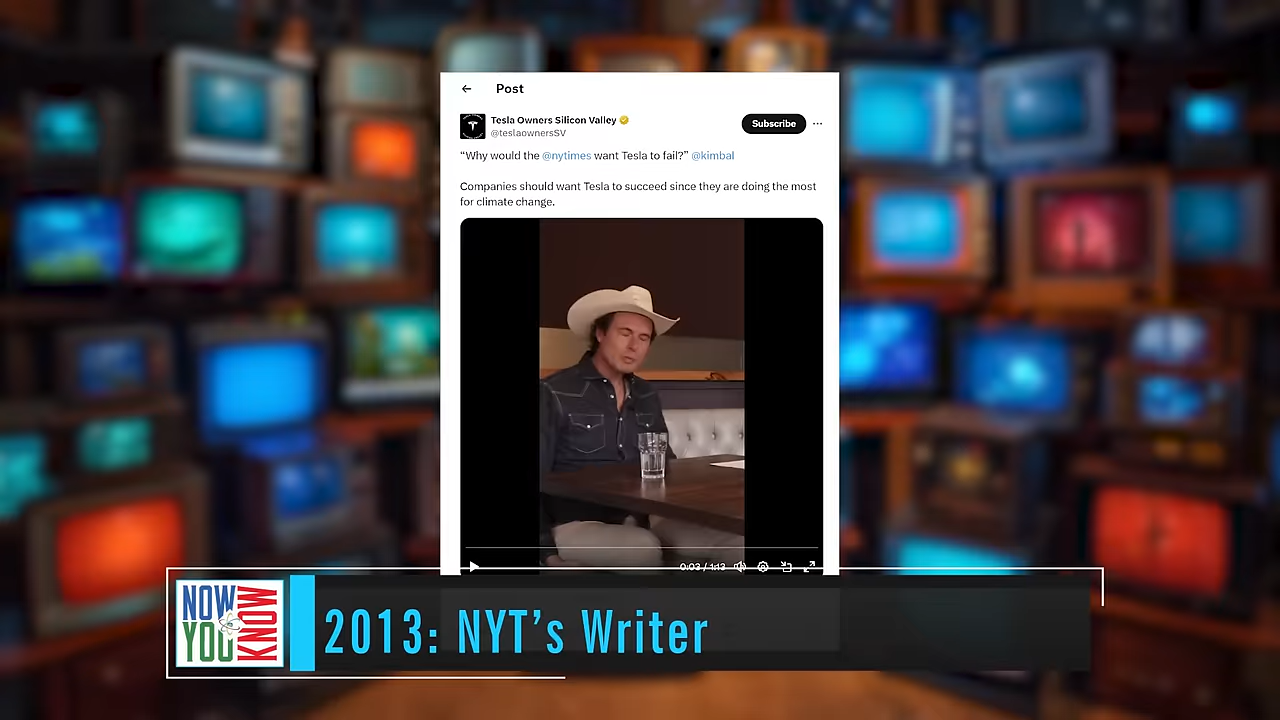 Post
Tesla Owners Silicon Valley
@teslaownersSV
Subscribe
“Why would the @nytimes want Tesla to fail?” @kimbal
Companies should want Tesla to succeed since they are doing the most
for climate change.
0:03 / 1:13
NOW
YOU
KNOW
2013: NYT’s Writer